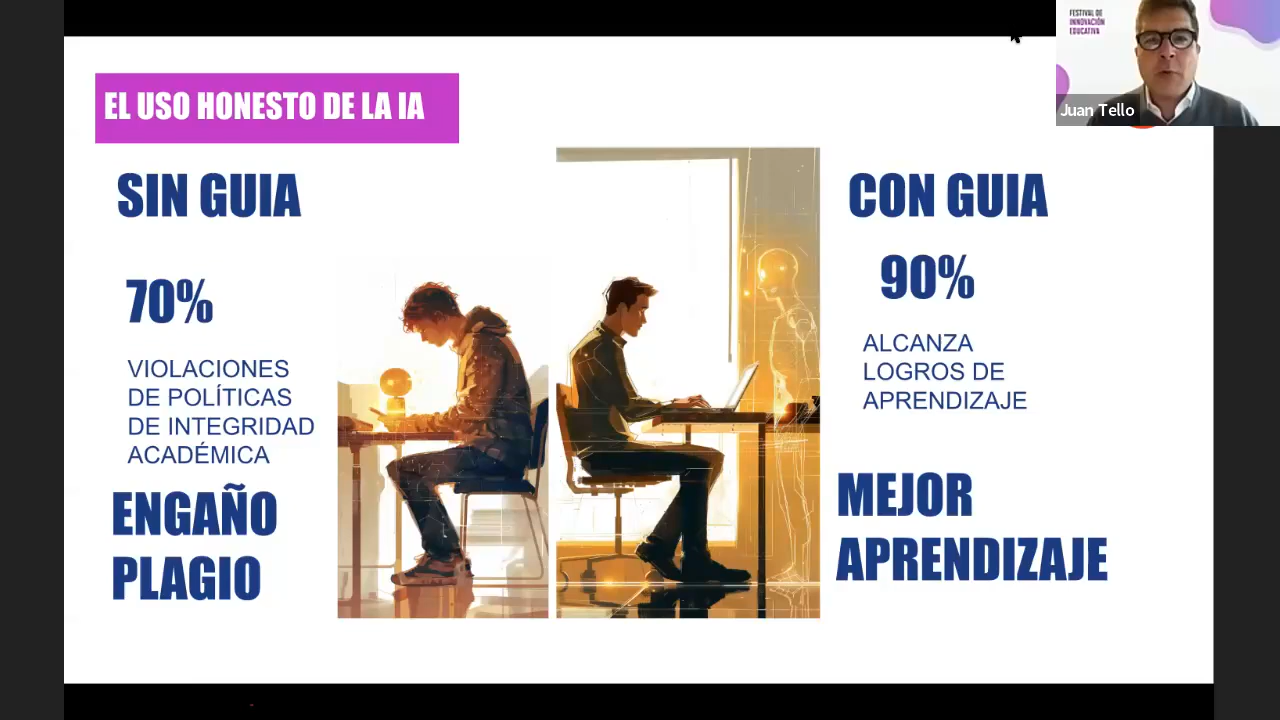 EL USO HONESTO DE LA IA
SIN GUIA
70%
VIOLACIONES
DE POLÍTICAS
DE INTEGRIDAD
ACADÉMICA
ENGAÑO
PLAGIO
CON GUIA
90%
ALCANZA
LOGROS DE
APRENDIZAJE
MEJOR
APRENDIZAJE
FESTIVAL DE
INNOVACIÓN
EDUCATIVA
Juan Tello